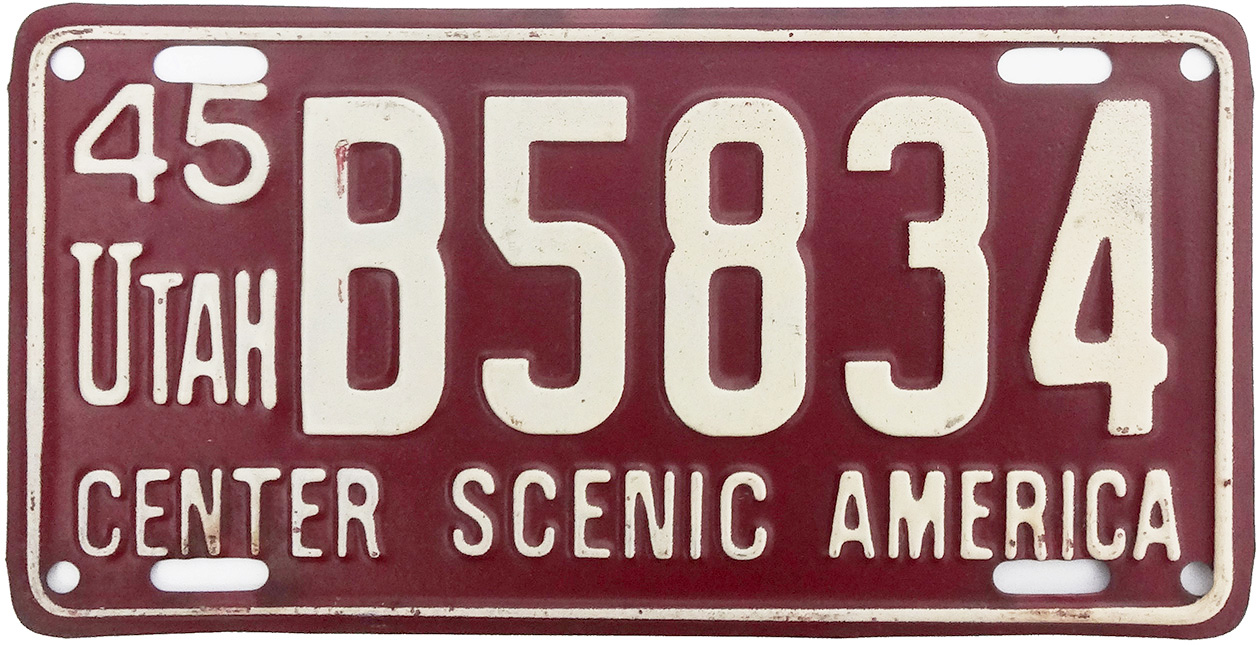 45
UTAH
B5834
CENTER SCENIC AMERICA